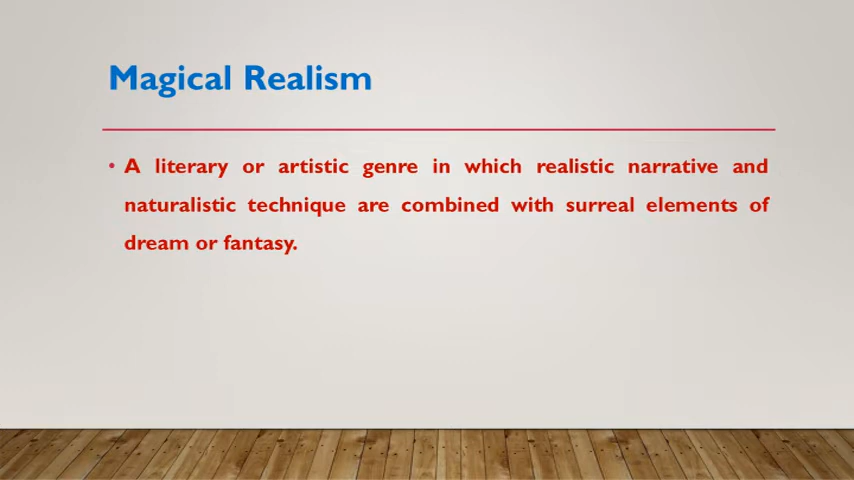 Magical Realism
• A literary or artistic genre in which realistic narrative and
naturalistic technique are combined with surreal elements of
dream or fantasy.